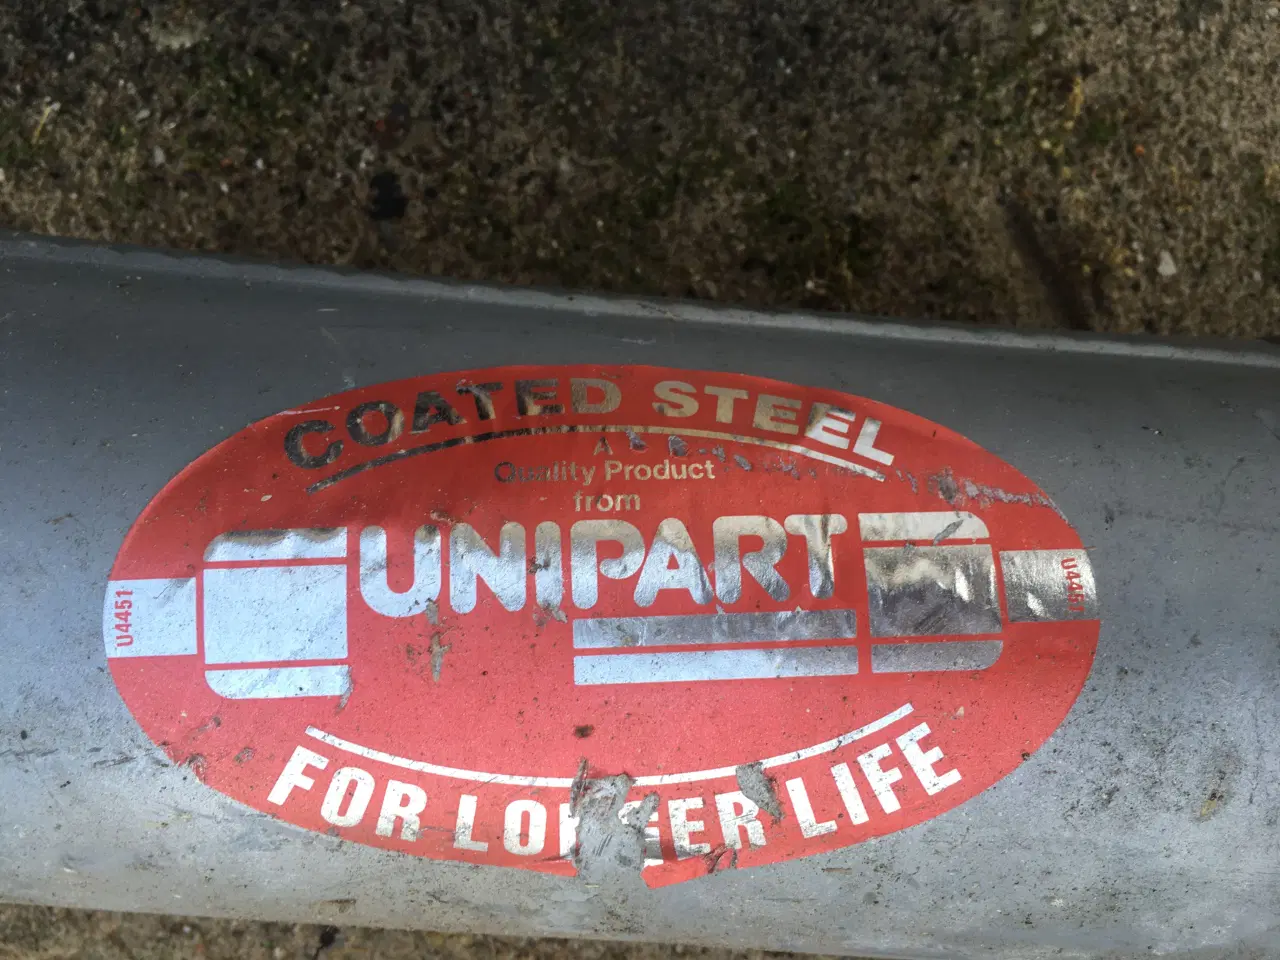 COATED STEEL
A
Quality Product
from
UNIPART
U4451
U4451
FOR LONGER LIFE